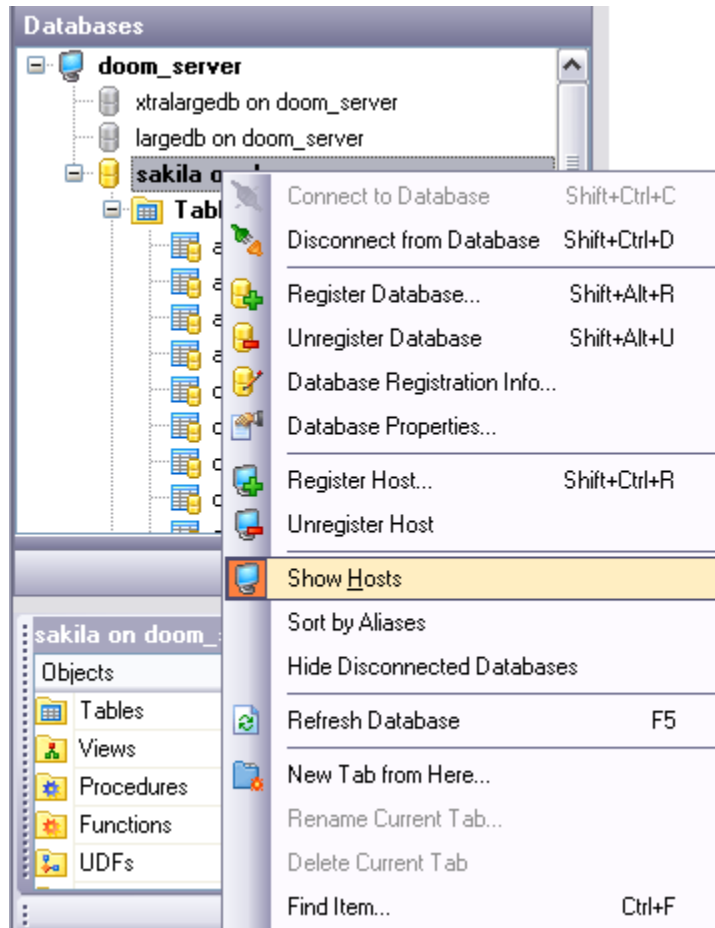 Databases
doom_server
xtralargedb on doom_server
largedb on doom_server
sakila
Connect to Database Shift+Ctrl+C
Disconnect from Database Shift+Ctrl+D
Register Database... Shift+Alt+R
Unregister Database Shift+Alt+U
Database Registration Info...
Database Properties...
Register Host... Shift+Ctrl+R
Unregister Host
Show Hosts
Sort by Aliases
Hide Disconnected Databases
Refresh Database F5
New Tab from Here...
Rename Current Tab...
Delete Current Tab
Find Item... Ctrl+F
sakila on doom_
Objects
Tables
Views
Procedures
Functions
UDFs